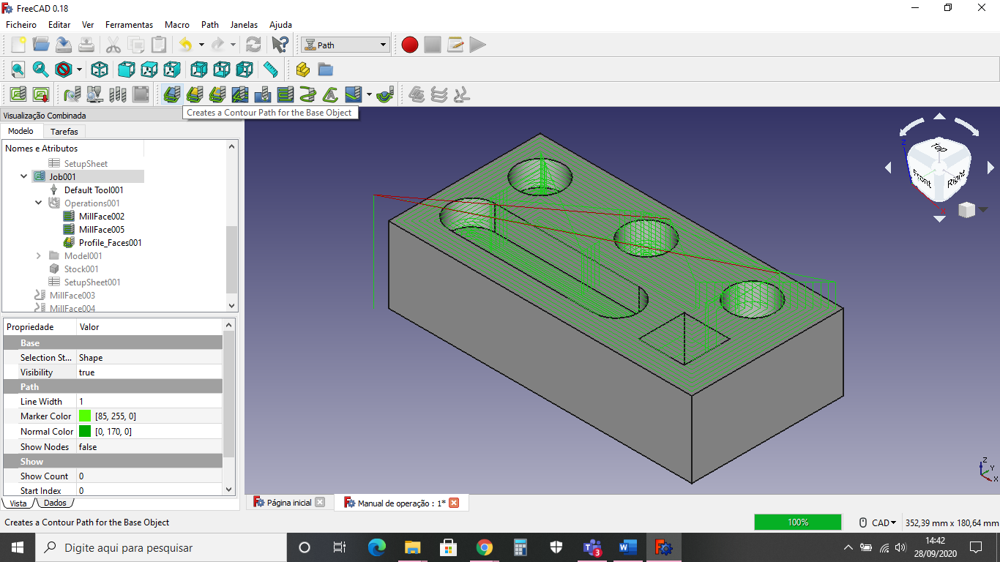 FreeCAD 0.18
Ficheiro Editar Ver Ferramentas Macro Path Janelas Ajuda
Path
Creates a Contour Path for the Base Object
Visualização Combinada
Modelo Tarefas
Nomes e Atributos
SetupSheet
Job001
Default Tool001
Operations001
MillFace002
MillFace005
Profile_Faces001
Model001
Stock001
SetupSheet001
MillFace003
MillFace004
Propriedade Valor
Base
Selection St... Shape
Visibility true
Path
Line Width 1
Marker Color [85, 255, 0]
Normal Color [0, 170, 0]
Show Nodes false
Show
Show Count 0
Start Index 0
Vista Dados
Top
Front
Right
Z
X
Z
Y
X
Página inicial
Manual de operação : 1*
Creates a Contour Path for the Base Object
100%
CAD
352,39 mm x 180,64 mm
Digite aqui para pesquisar
3
14:42
28/09/2020